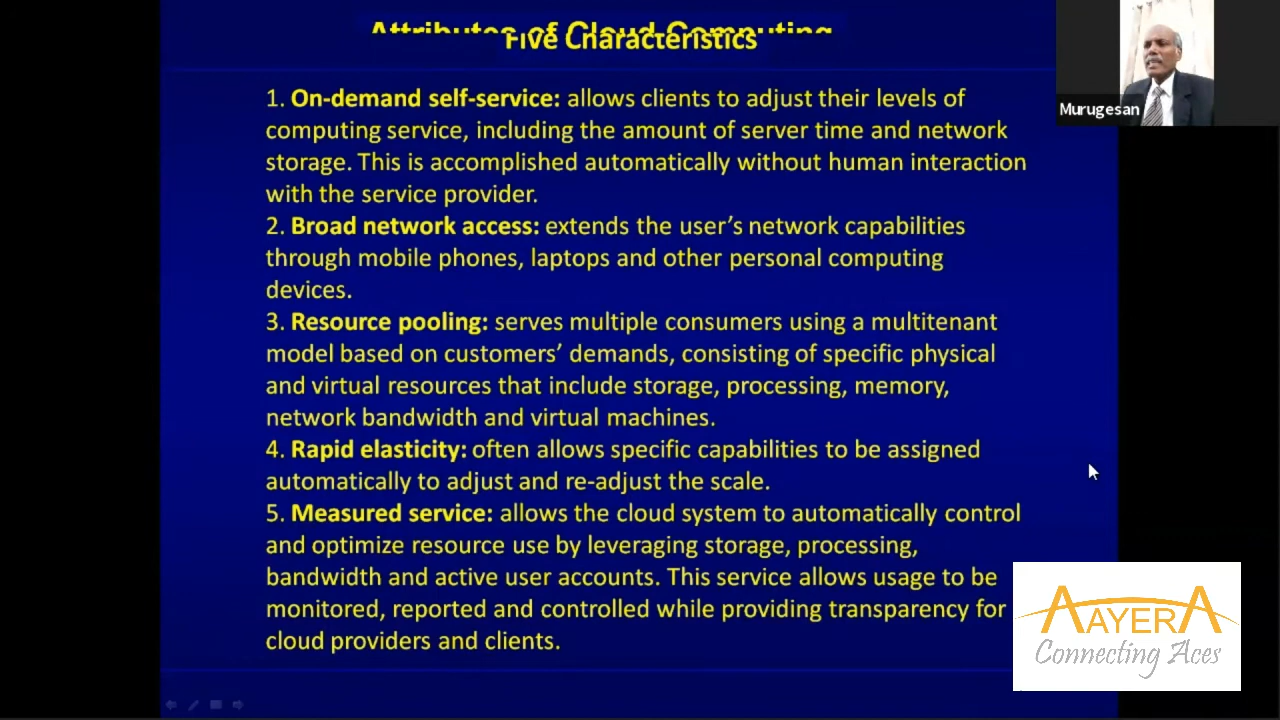 Attributes of Cloud Computing
Five Characteristics
Murugesan
1. On-demand self-service: allows clients to adjust their levels of
computing service, including the amount of server time and network
storage. This is accomplished automatically without human interaction
with the service provider.
2. Broad network access: extends the user’s network capabilities
through mobile phones, laptops and other personal computing
devices.
3. Resource pooling: serves multiple consumers using a multitenant
model based on customers’ demands, consisting of specific physical
and virtual resources that include storage, processing, memory,
network bandwidth and virtual machines.
4. Rapid elasticity: often allows specific capabilities to be assigned
automatically to adjust and re-adjust the scale.
5. Measured service: allows the cloud system to automatically control
and optimize resource use by leveraging storage, processing,
bandwidth and active user accounts. This service allows usage to be
monitored, reported and controlled while providing transparency for
cloud providers and clients.
AAYERA
Connecting Aces